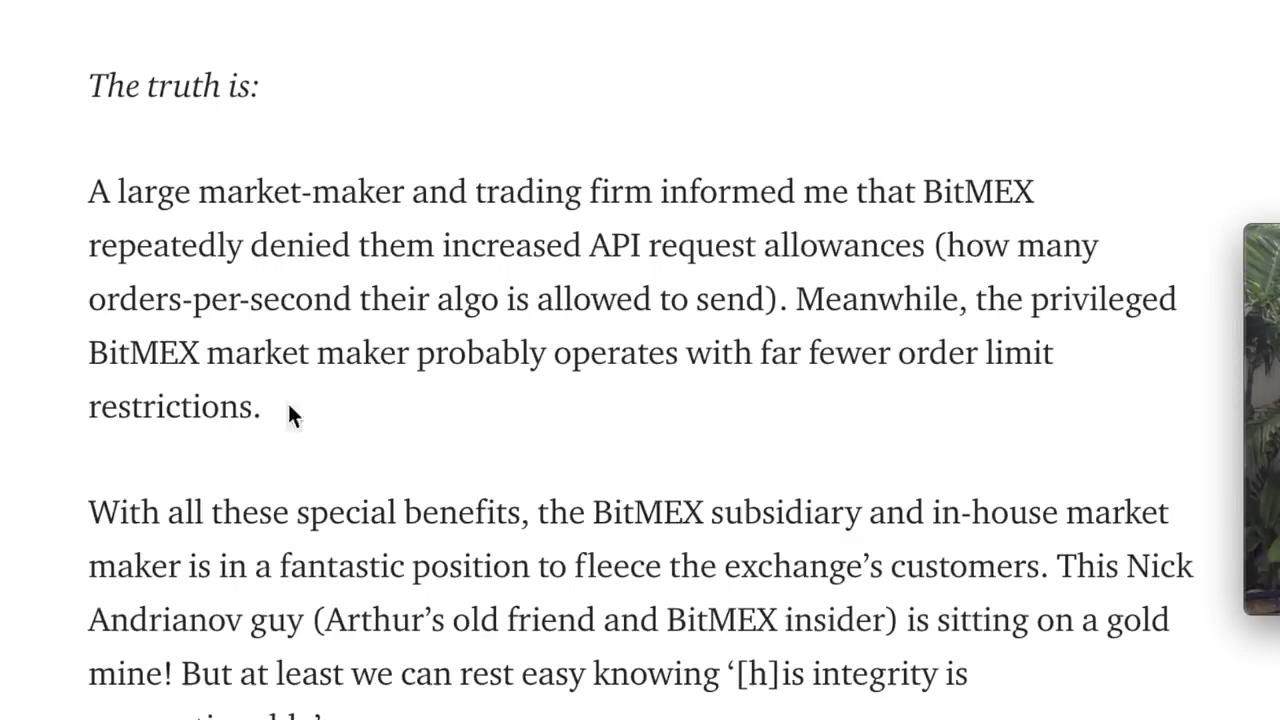 The truth is:
A large market-maker and trading firm informed me that BitMEX
repeatedly denied them increased API request allowances (how many
orders-per-second their algo is allowed to send). Meanwhile, the privileged
BitMEX market maker probably operates with far fewer order limit
restrictions.
With all these special benefits, the BitMEX subsidiary and in-house market
maker is in a fantastic position to fleece the exchange’s customers. This Nick
Andrianov guy (Arthur’s old friend and BitMEX insider) is sitting on a gold
mine! But at least we can rest easy knowing ‘[h]is integrity is